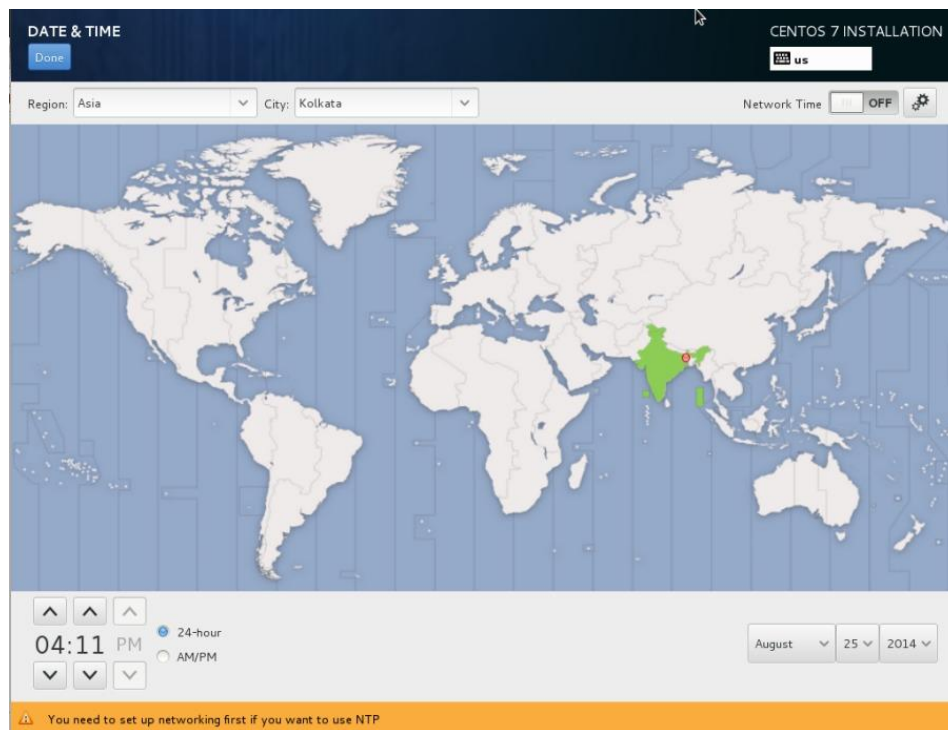 DATE & TIME
CENTOS 7 INSTALLATION
Done
us
Region: Asia City: Kolkata Network Time OFF
04:11 PM
24-hour
AM/PM
August 25 2014
You need to set up networking first if you want to use NTP